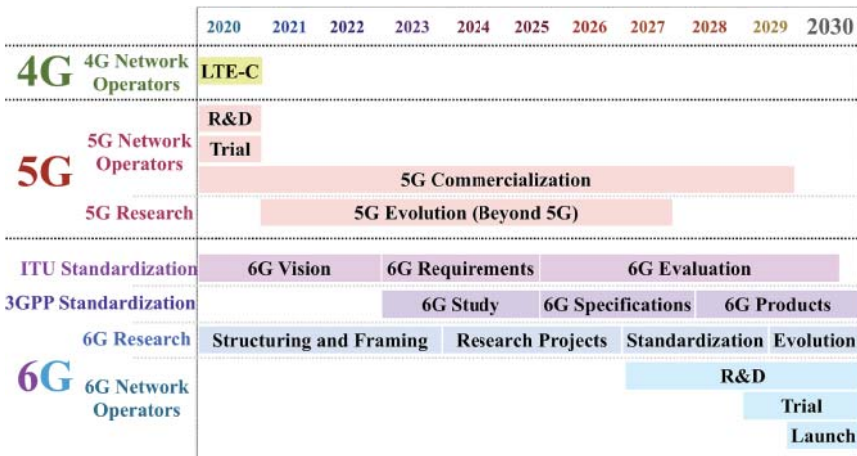 2020 2021 2022 2023 2024 2025 2026 2027 2028 2029 2030
4G
4G Network
Operators
LTE-C
5G
5G Network
Operators
R&D
Trial
5G Commercialization
5G Research
5G Evolution (Beyond 5G)
ITU Standardization
6G Vision
6G Requirements
6G Evaluation
3GPP Standardization
6G Study
6G Specifications
6G Products
6G Research
Structuring and Framing
Research Projects
Standardization
Evolution
6G
6G Network
Operators
R&D
Trial
Launch